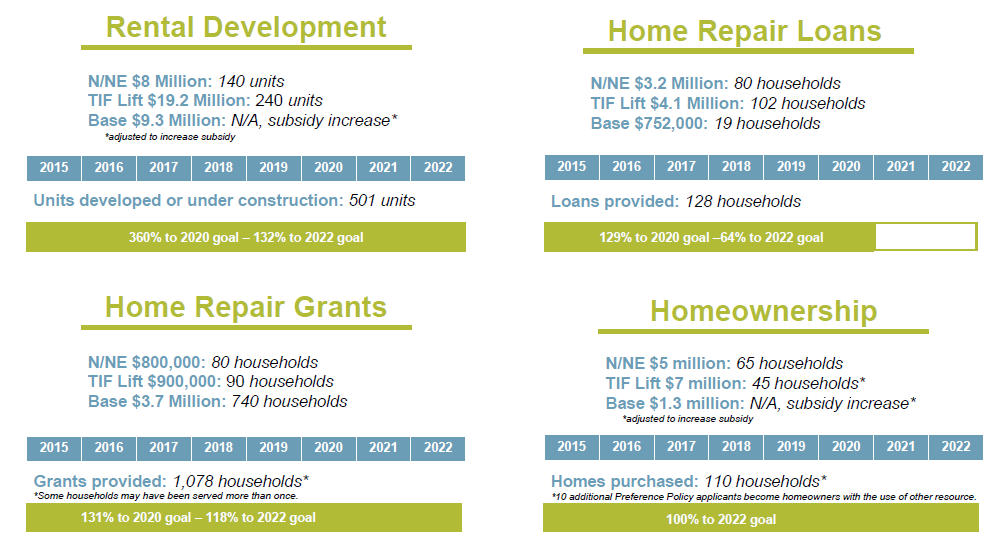 Rental Development
N/NE $8 Million: 140 units
TIF Lift $19.2 Million: 240 units
Base $9.3 Million: N/A, subsidy increase*
*adjusted to increase subsidy
2015 2016 2017 2018 2019 2020 2021 2022
Units developed or under construction: 501 units
360% to 2020 goal – 132% to 2022 goal
Home Repair Loans
N/NE $3.2 Million: 80 households
TIF Lift $4.1 Million: 102 households
Base $752,000: 19 households
2015 2016 2017 2018 2019 2020 2021 2022
Loans provided: 128 households
129% to 2020 goal –64% to 2022 goal
Home Repair Grants
N/NE $800,000: 80 households
TIF Lift $900,000: 90 households
Base $3.7 Million: 740 households
2015 2016 2017 2018 2019 2020 2021 2022
Grants provided: 1,078 households*
*Some households may have been served more than once.
131% to 2020 goal – 118% to 2022 goal
Homeownership
N/NE $5 million: 65 households
TIF Lift $7 million: 45 households*
Base $1.3 million: N/A, subsidy increase*
*adjusted to increase subsidy
2015 2016 2017 2018 2019 2020 2021 2022
Homes purchased: 110 households*
*10 additional Preference Policy applicants become homeowners with the use of other resource.
100% to 2022 goal